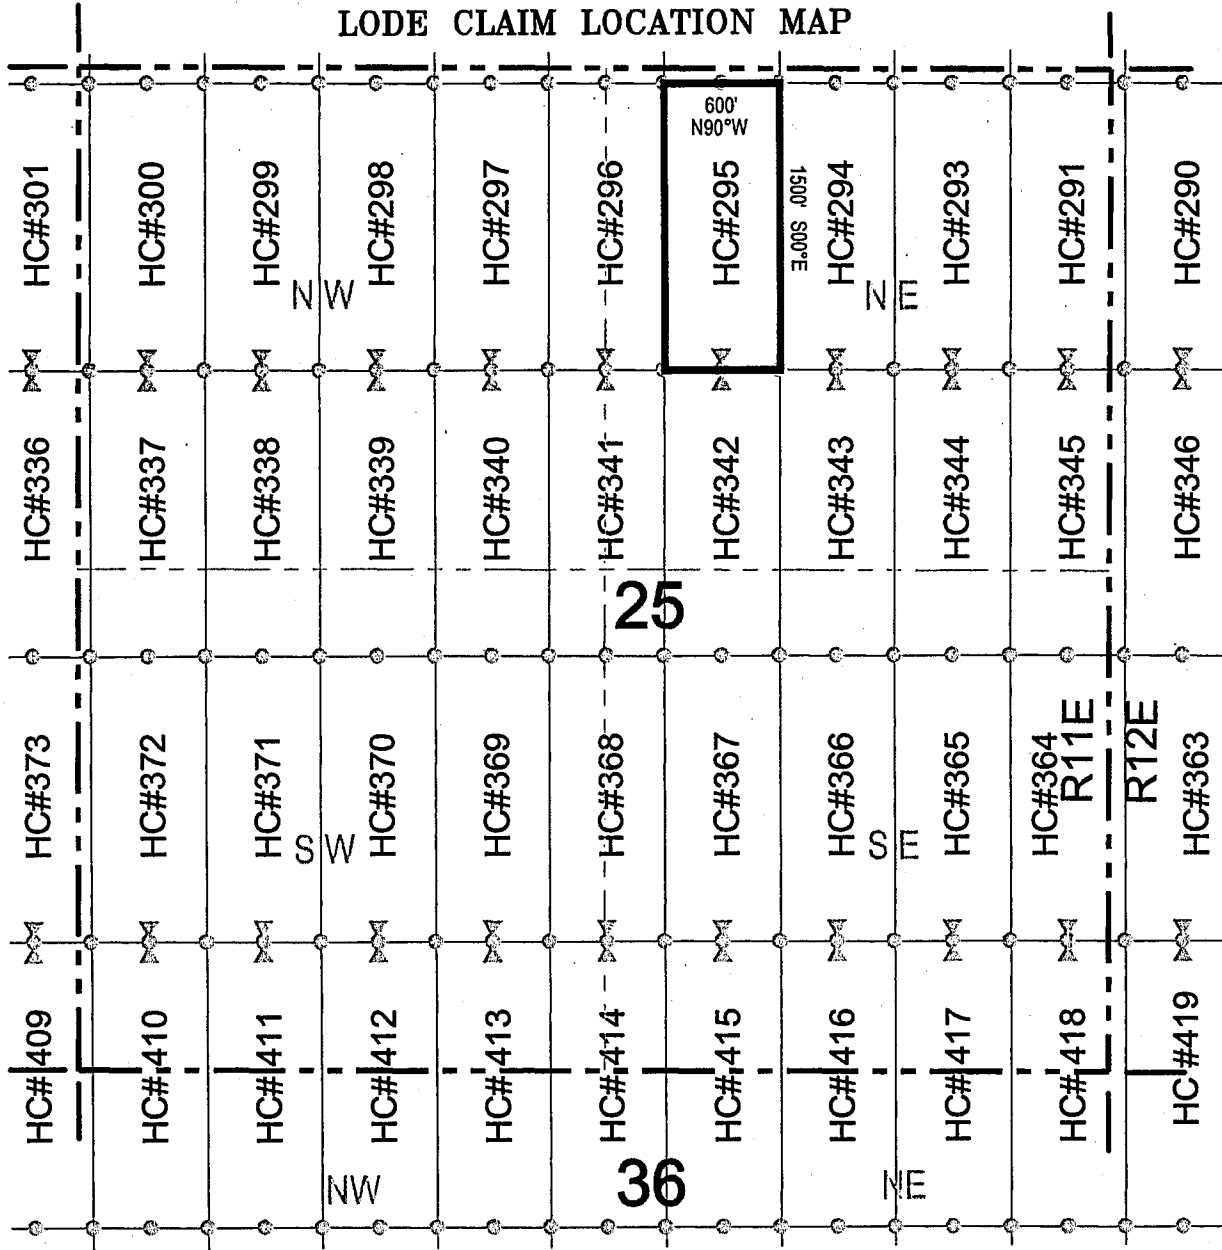 LODE CLAIM LOCATION MAP
600'
N90°W
1500' S00°E
HC#301
HC#300
HC#299
HC#298
HC#297
HC#296
HC#295
HC#294
HC#293
HC#291
HC#290
NW
NE
HC#336
HC#337
HC#338
HC#339
HC#340
HC#341
HC#342
HC#343
HC#344
HC#345
HC#346
25
HC#373
HC#372
HC#371
HC#370
HC#369
HC#368
HC#367
HC#366
HC#365
HC#364
R11E
R12E
HC#363
SW
SE
HC#409
HC#410
HC#411
HC#412
HC#413
HC#414
HC#415
HC#416
HC#417
HC#418
HC#419
NW
36
NE